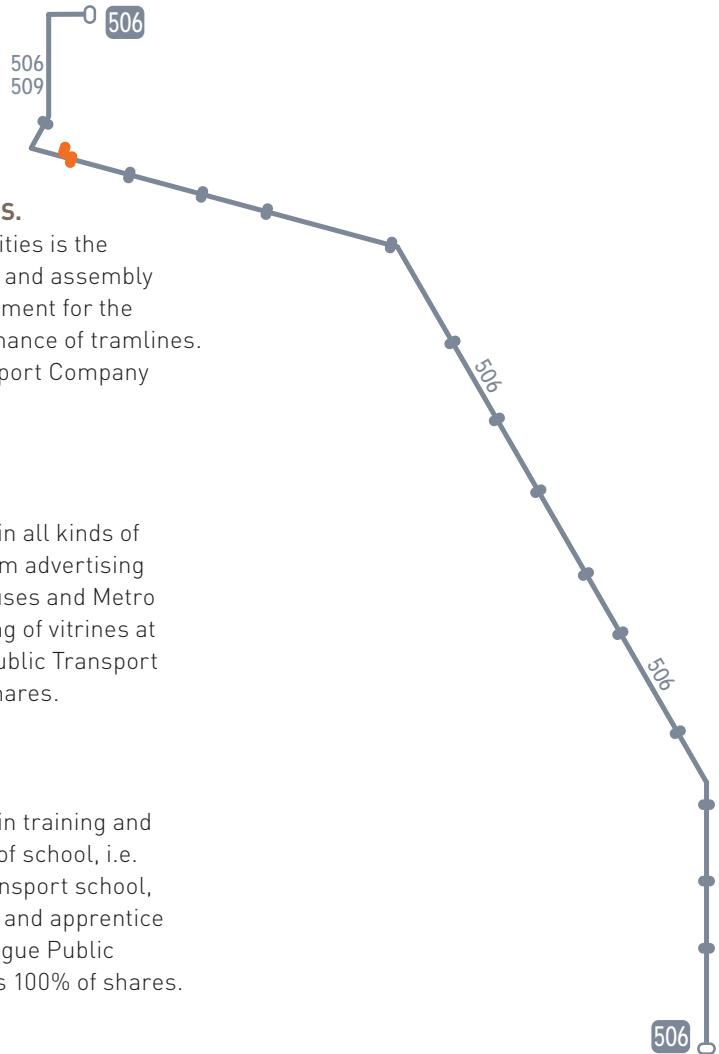 506
506
509
S.
ities is the
and assembly
ment for the
nance of tramlines.
sport Company
506
in all kinds of
m advertising
uses and Metro
ng of vitrines at
ublic Transport
hares.
506
in training and
of school, i.e.
nsport school,
and apprentice
gue Public
s 100% of shares.
506